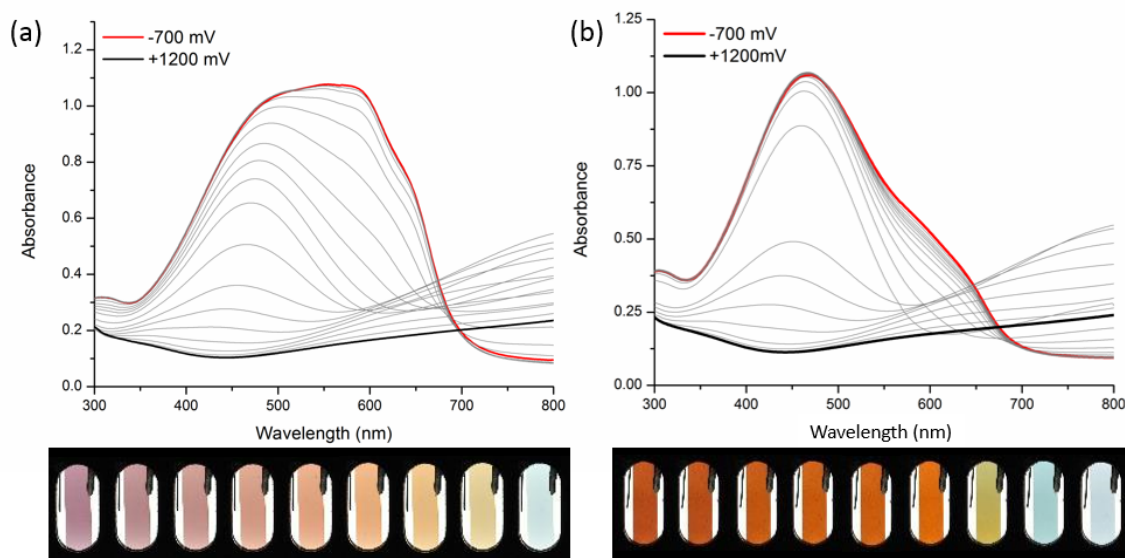 (a)
-700 mV
+1200 mV
1.2
1.0
0.8
0.6
0.4
0.2
0.0
Absorbance
300 400 500 600 700 800
Wavelength (nm)
(b)
-700 mV
+1200mV
1.25
1.00
0.75
0.50
0.25
0.00
Absorbance
300 400 500 600 700 800
Wavelength (nm)